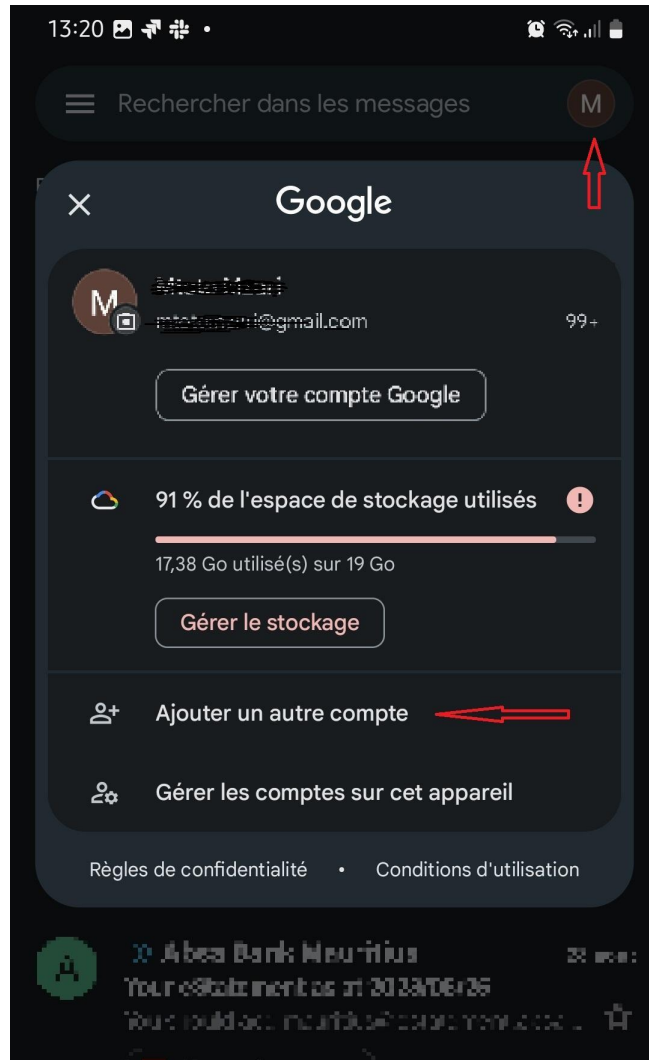 13:20
Rechercher dans les messages
M
Google
M
@gmail.com
99+
Gérer votre compte Google
91 % de l'espace de stockage utilisés
17,38 Go utilisé(s) sur 19 Go
Gérer le stockage
Ajouter un autre compte
Gérer les comptes sur cet appareil
Règles de confidentialité • Conditions d'utilisation
A
Bank
Your